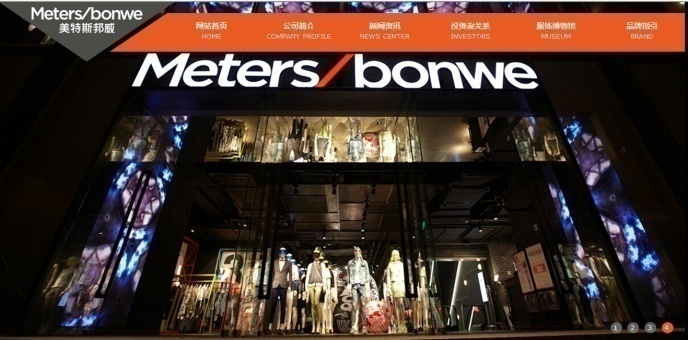 Meters/bonwe
美特斯邦威
网站首页
HOME
公司简介
COMPANY PROFILE
新闻资讯
NEWS CENTER
投资者关系
INVESTORS
服饰博物馆
MUSEUM
品牌指引
BRAND
Meters/bonwe
1 2 3 4